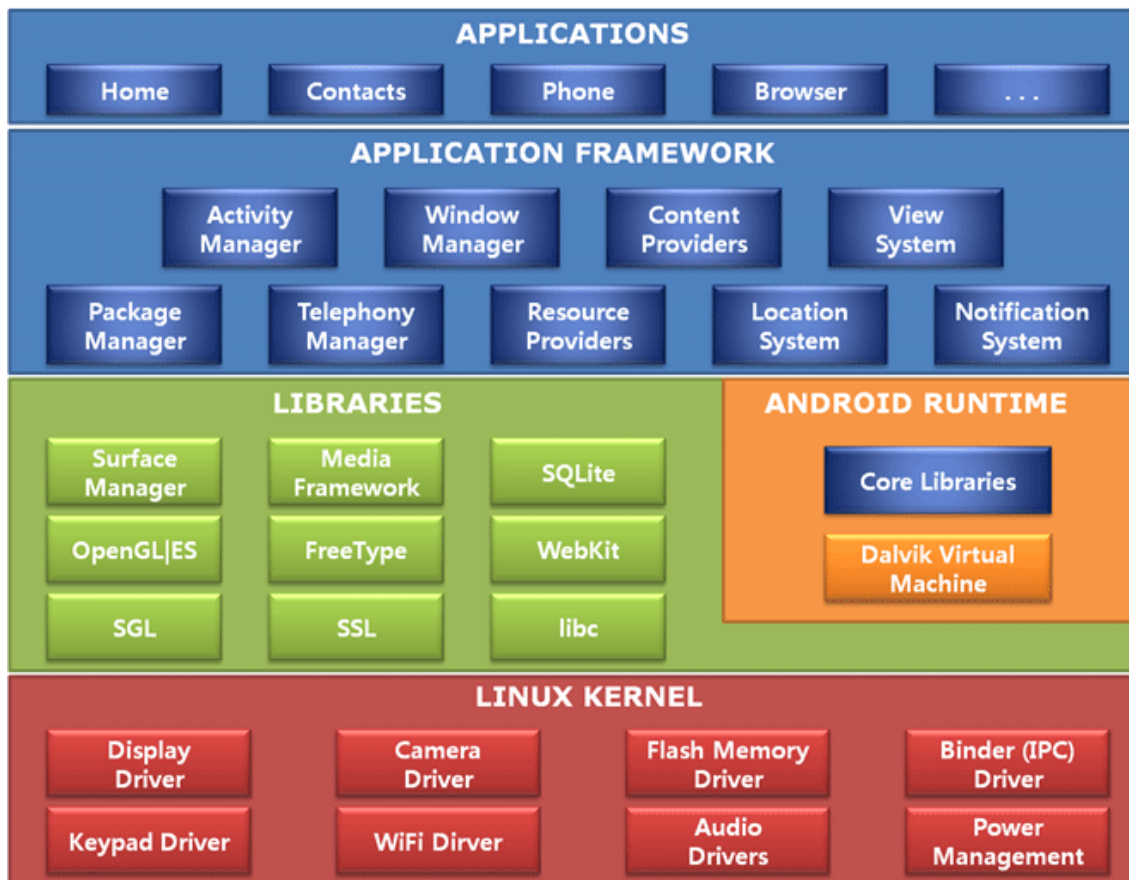 APPLICATIONS
Home
Contacts
Phone
Browser
. . .
APPLICATION FRAMEWORK
Activity
Manager
Window
Manager
Content
Providers
View
System
Package
Manager
Telephony
Manager
Resource
Providers
Location
System
Notification
System
LIBRARIES
Surface
Manager
Media
Framework
SQLite
OpenGL|ES
FreeType
WebKit
SGL
SSL
libc
ANDROID RUNTIME
Core Libraries
Dalvik Virtual
Machine
LINUX KERNEL
Display
Driver
Camera
Driver
Flash Memory
Driver
Binder (IPC)
Driver
Keypad Driver
WiFi Dirver
Audio
Drivers
Power
Management